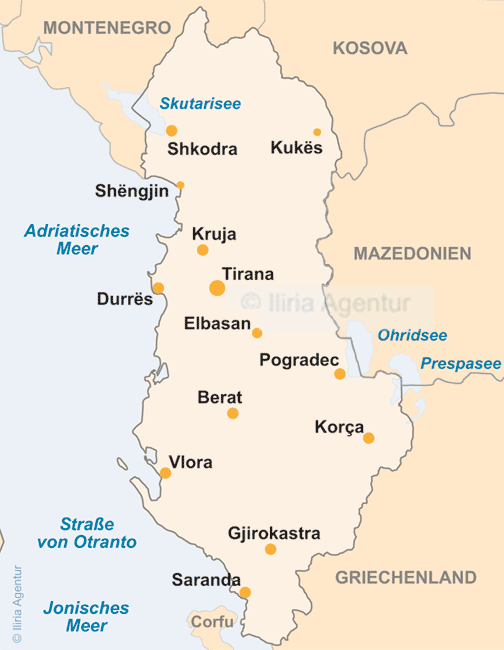 MONTENEGRO
KOSOVA
Skutarisee
Shkodra
Kukës
Shëngjin
Adriatisches
Meer
Kruja
MAZEDONIEN
Tirana
Durrës
© Iliria Agentur
Elbasan
Ohridsee
Pogradec
Prespasee
Berat
Korça
Vlora
Straße
von Otranto
Gjirokastra
Saranda
GRIECHENLAND
Jonisches
Meer
Corfu
© Iliria Agentur